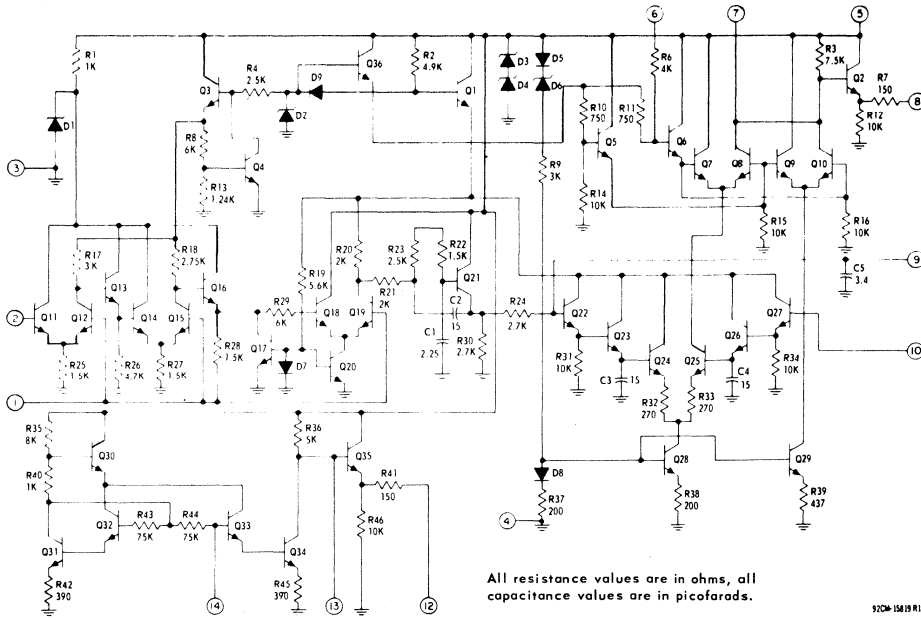 6 7 5
R1 1K
R4 2.5K
D9
Q36
R2 4.9K
Q1
D3 D5
D4 D6
R6 4K
R3 7.5K
Q2
R7 150
8
R12 10K
Q3
D2
D1
R10 750
R11 750
3
R8 6K
Q4
Q5 Q6 Q7 Q8 Q9 Q10
R9 3K
R13 1.24K
R14 10K
R15 10K
R16 10K
R17 3K
R18 2.75K
Q13
Q16
R20 2K
R23 2.5K
R22 1.5K
9
C5 3.4
2
Q11 Q12 Q14 Q15
R19 5.6K
R29 6K
Q18 Q19
R21 2K
Q21
C2 15
R24 2.7K
Q22 Q23 Q24 Q25 Q26 Q27
Q17
D7
Q20
C1 2.25
R30 2.7K
R28 1.5K
R25 1.5K
R26 4.7K
R27 1.5K
R31 10K
C3 15
C4 15
R34 10K
10
R32 270
R33 270
1
R35 8K
Q30
R36 5K
Q35
R41 150
R40 1K
D8
Q28
Q29
R37 200
R38 200
R39 437
4
R43 75K
R44 75K
Q32 Q33
R46 10K
Q31
Q34
R42 390
R45 390
14 13 12
All resistance values are in ohms, all
capacitance values are in picofarads.
92CM-15819 R1